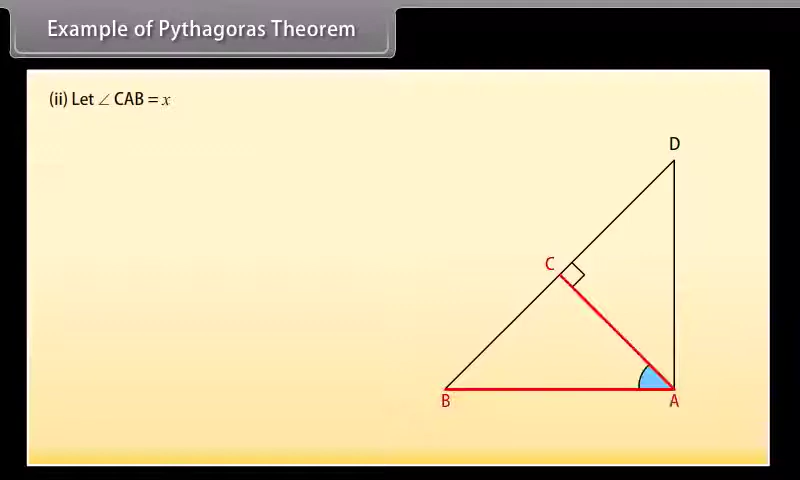 Example of Pythagoras Theorem
(ii) Let ∠ CAB = x
D
C
B
A